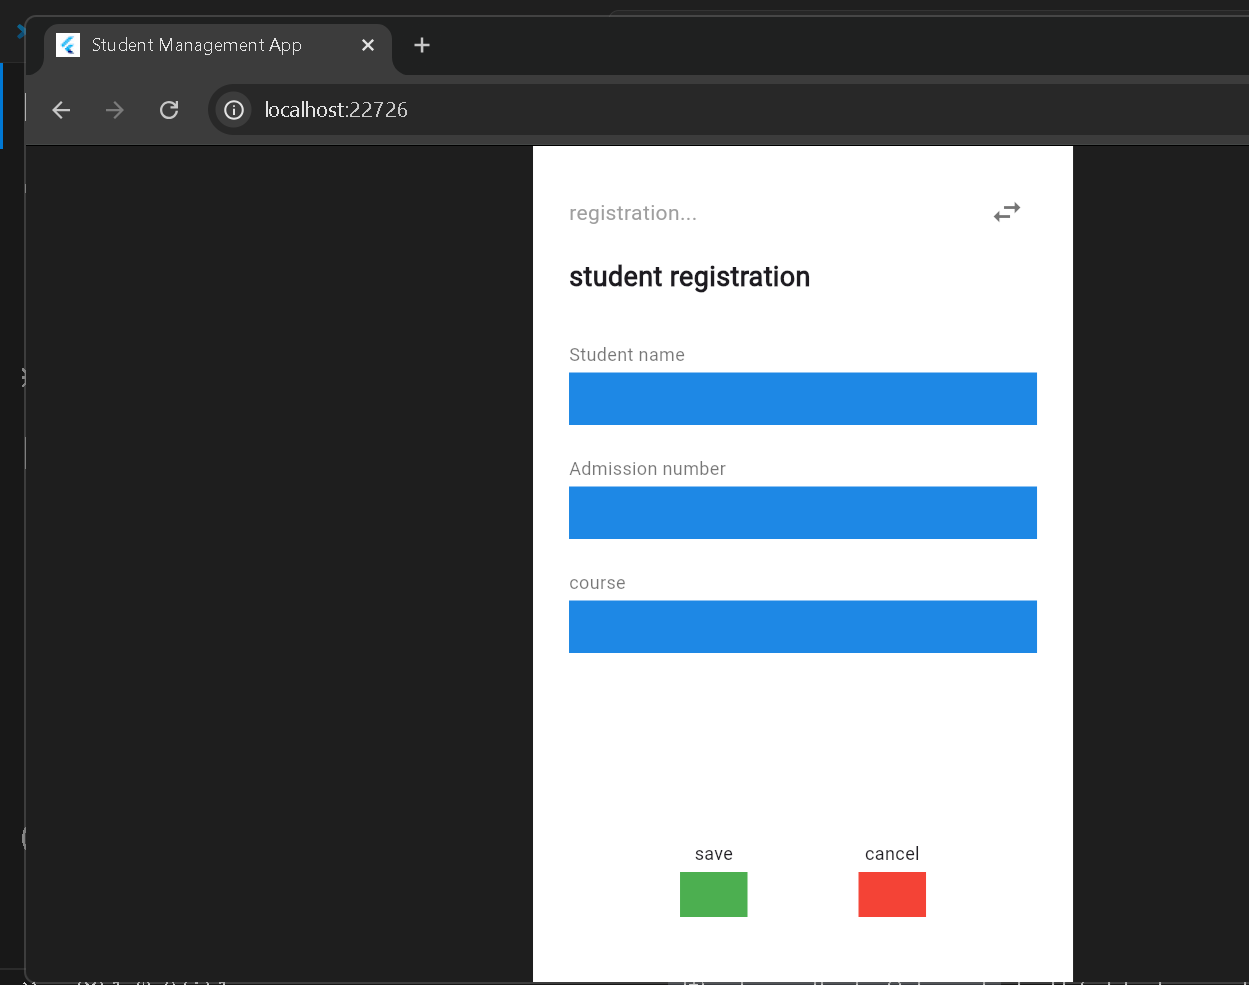 Student Management App
localhost:22726
registration...
student registration
Student name
Admission number
course
save
cancel